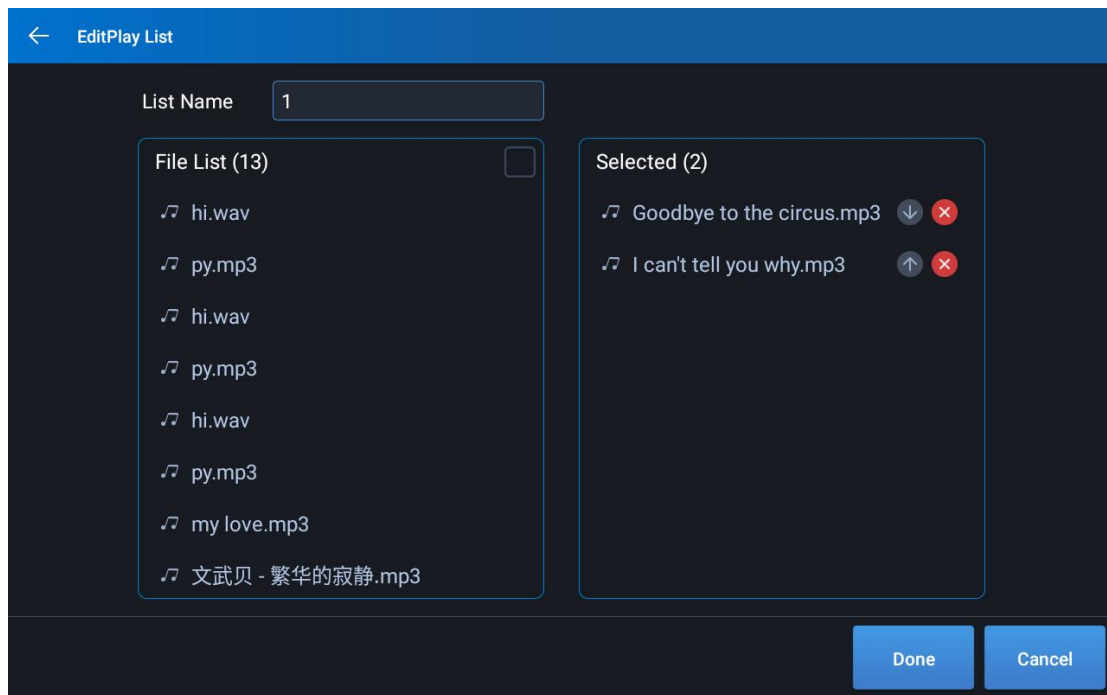 EditPlay List
List Name 1
File List (13)
hi.wav
py.mp3
hi.wav
py.mp3
hi.wav
py.mp3
my love.mp3
文武贝 - 繁华的寂静.mp3
Selected (2)
Goodbye to the circus.mp3
I can't tell you why.mp3
Done Cancel